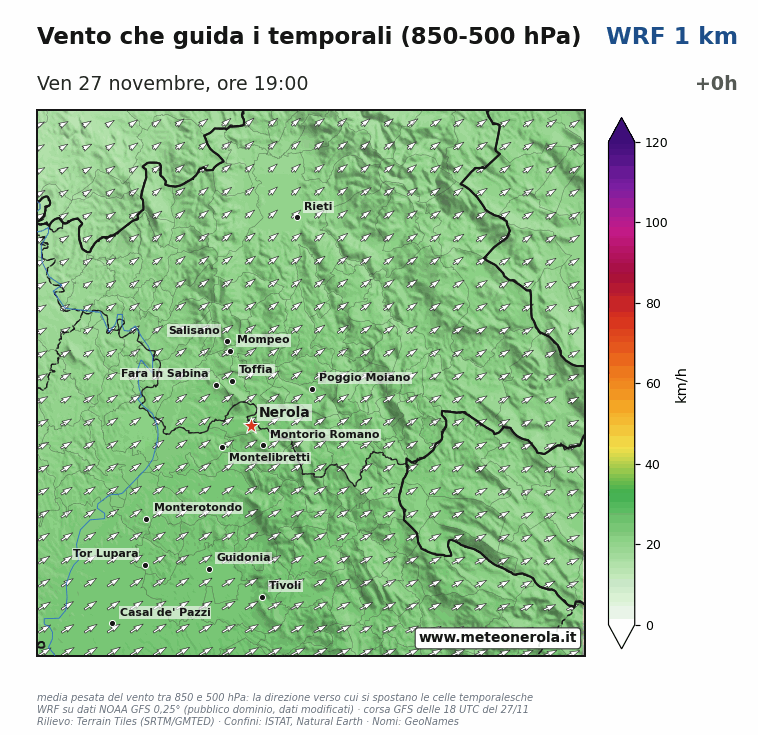 Vento che guida i temporali (850-500 hPa) WRF 1 km
Ven 27 novembre, ore 19:00 +0h
Rieti
Salisano
Mompeo
Toffia
Fara in Sabina
Poggio Moiano
Nerola
Montorio Romano
Montelibretti
Monterotondo
Tor Lupara
Guidonia
Tivoli
Casal de' Pazzi
www.meteonerola.it
120
100
80
60
40
20
0
km/h
media pesata del vento tra 850 e 500 hPa: la direzione verso cui si spostano le celle temporalesche
WRF su dati NOAA GFS 0,25° (pubblico dominio, dati modificati) · corsa GFS delle 18 UTC del 27/11
Rilievo: Terrain Tiles (SRTM/GMTED) · Confini: ISTAT, Natural Earth · Nomi: GeoNames